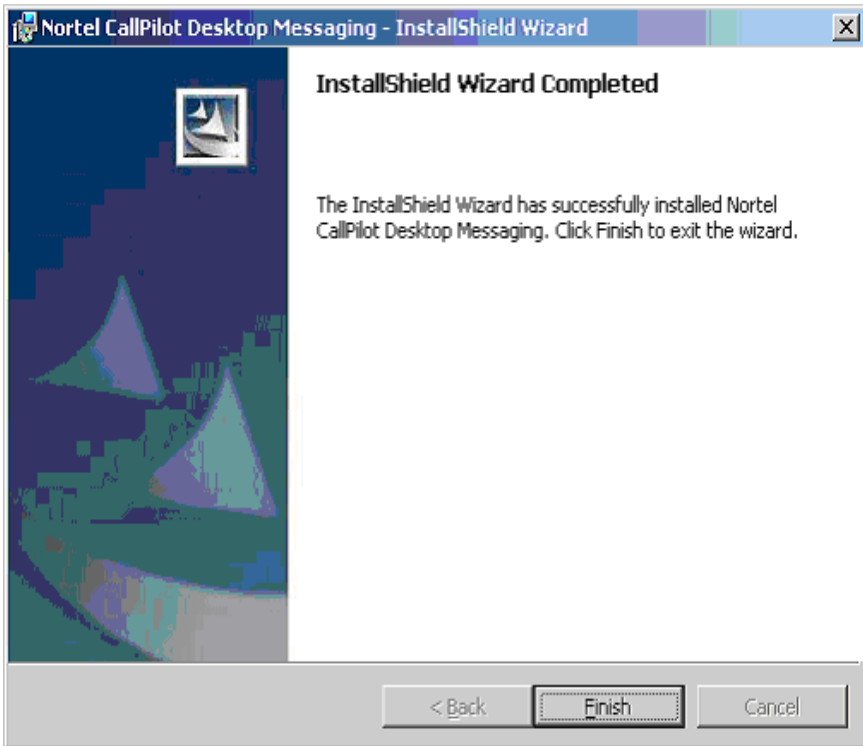 Nortel CallPilot Desktop Messaging - InstallShield Wizard
InstallShield Wizard Completed
The InstallShield Wizard has successfully installed Nortel
CallPilot Desktop Messaging. Click Finish to exit the wizard.
< Back
Finish
Cancel